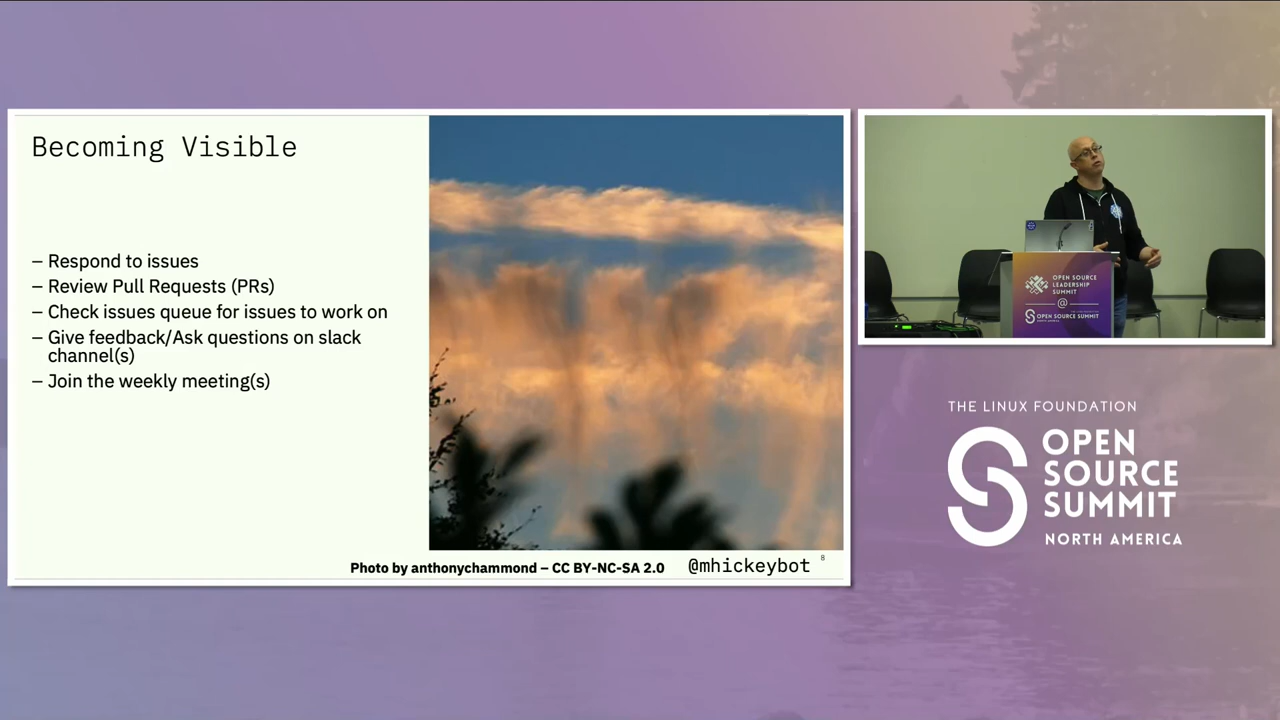 Becoming Visible
– Respond to issues
– Review Pull Requests (PRs)
– Check issues queue for issues to work on
– Give feedback/Ask questions on slack
channel(s)
– Join the weekly meeting(s)
Photo by anthonychammond – CC BY-NC-SA 2.0
@mhickeybot
8
OPEN SOURCE
LEADERSHIP
SUMMIT
@
OPEN SOURCE SUMMIT
THE LINUX FOUNDATION
OPEN
SOURCE
SUMMIT
NORTH AMERICA